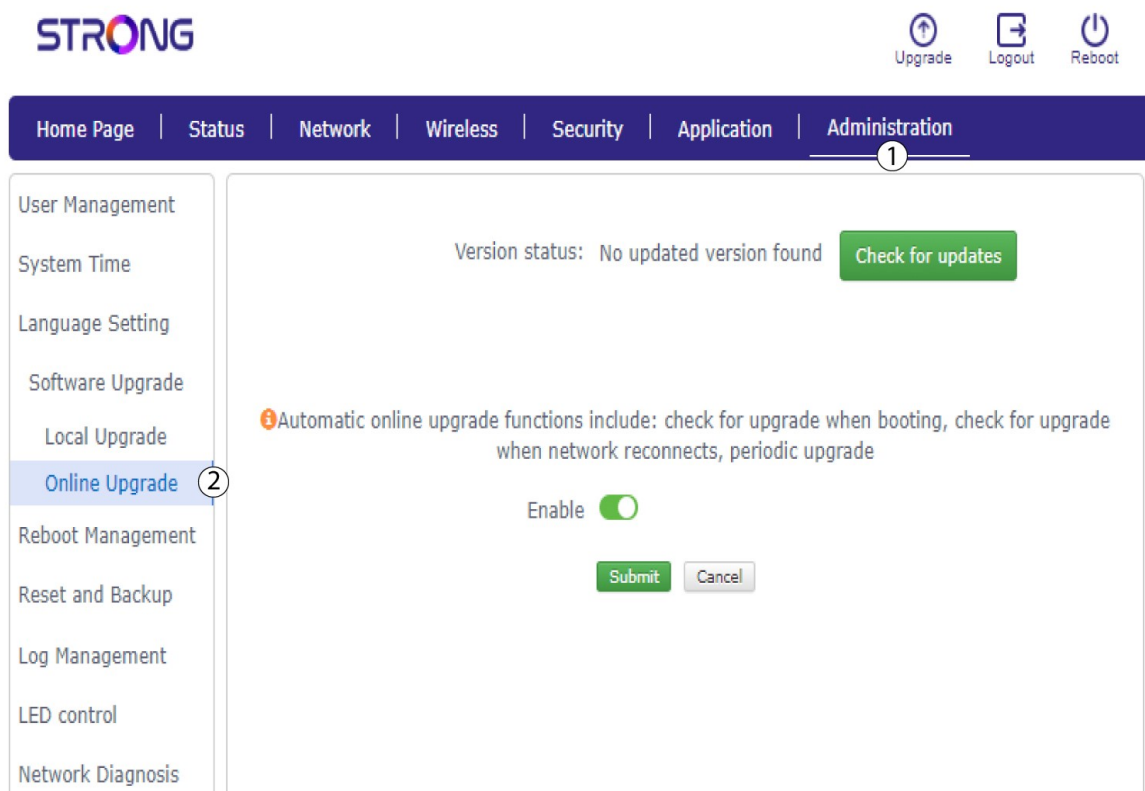 STRONG
Upgrade
Logout
Reboot
Home Page | Status | Network | Wireless | Security | Application | Administration
1
User Management
System Time
Language Setting
Software Upgrade
Local Upgrade
Online Upgrade 2
Reboot Management
Reset and Backup
Log Management
LED control
Network Diagnosis
Version status: No updated version found Check for updates
Automatic online upgrade functions include: check for upgrade when booting, check for upgrade
when network reconnects, periodic upgrade
Enable
Submit Cancel